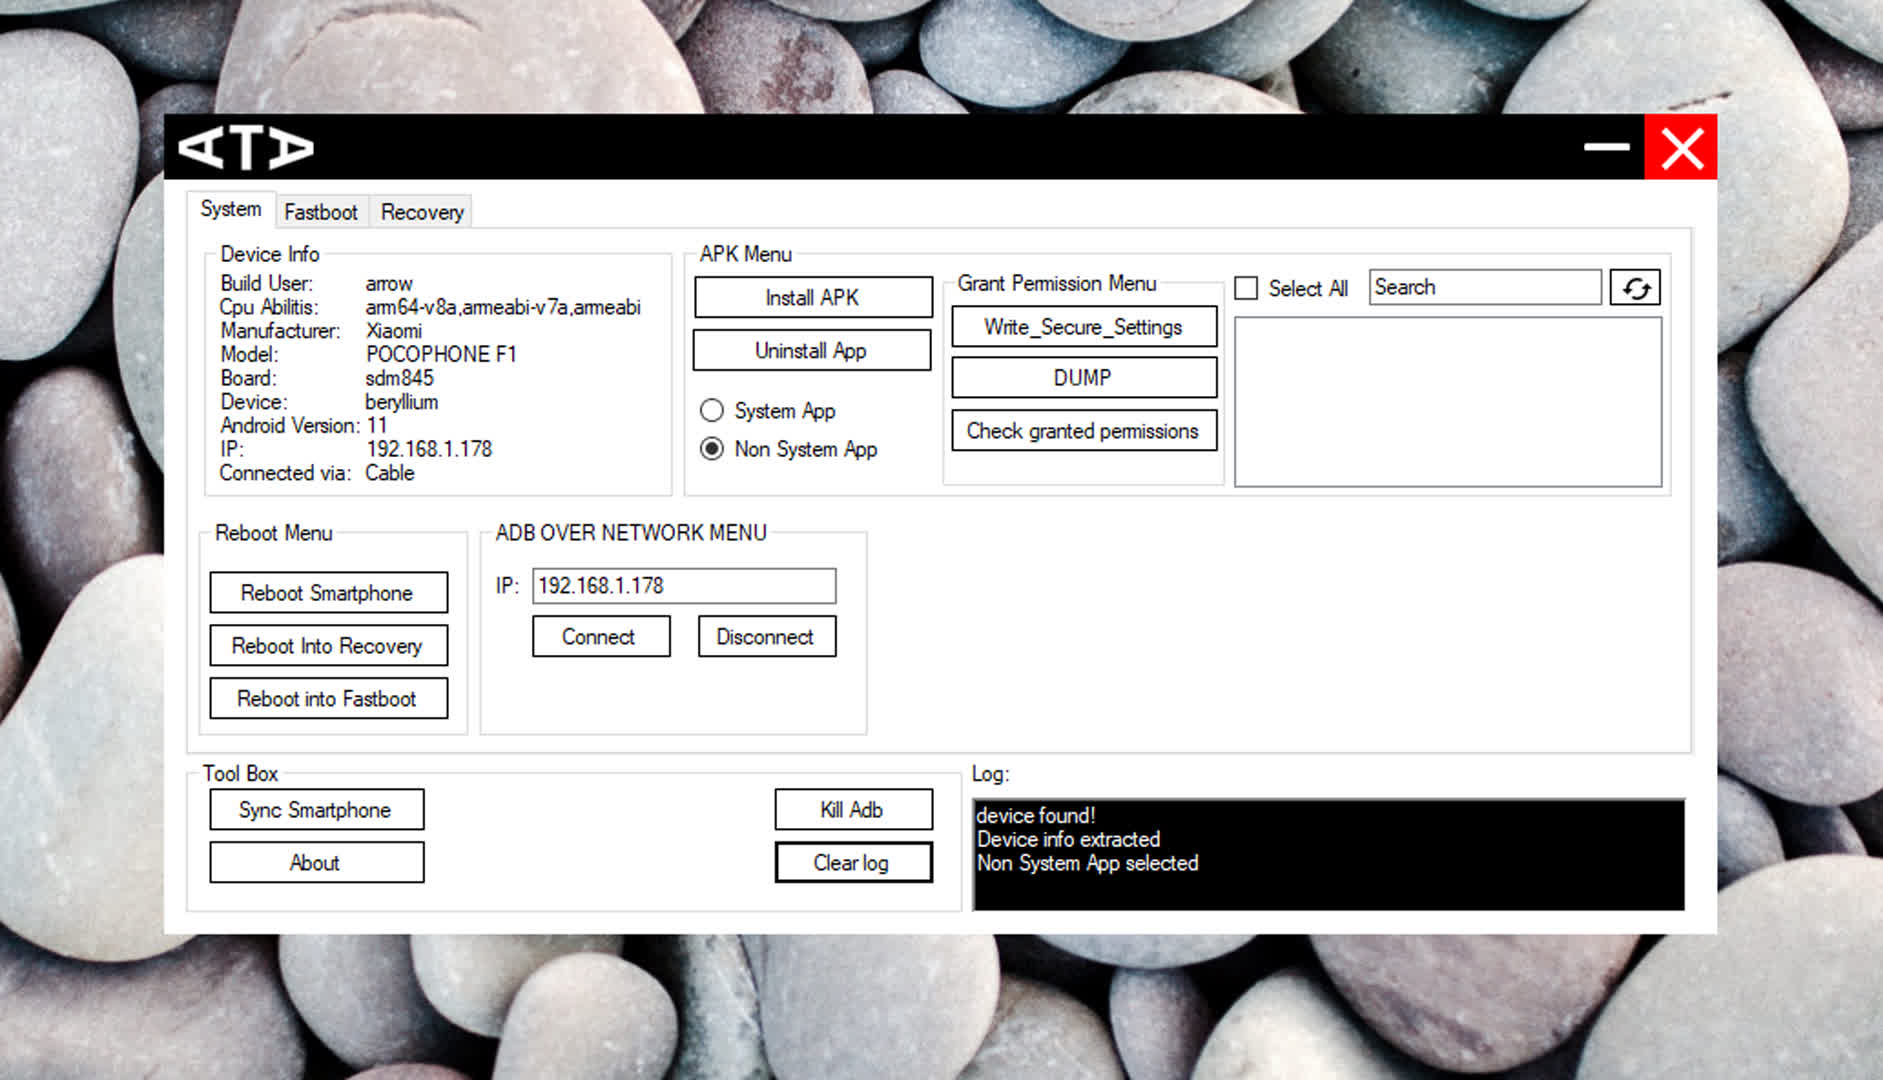 ATA
System
Fastboot
Recovery
Device Info
Build User: arrow
Cpu Abilitis: arm64-v8a,armeabi-v7a,armeabi
Manufacturer: Xiaomi
Model: POCOPHONE F1
Board: sdm845
Device: beryllium
Android Version: 11
IP: 192.168.1.178
Connected via: Cable
APK Menu
Install APK
Uninstall App
System App
Non System App
Grant Permission Menu
Write_Secure_Settings
DUMP
Check granted permissions
Select All
Search
Reboot Menu
Reboot Smartphone
Reboot Into Recovery
Reboot into Fastboot
ADB OVER NETWORK MENU
IP: 192.168.1.178
Connect
Disconnect
Tool Box
Sync Smartphone
About
Kill Adb
Clear log
Log:
device found!
Device info extracted
Non System App selected